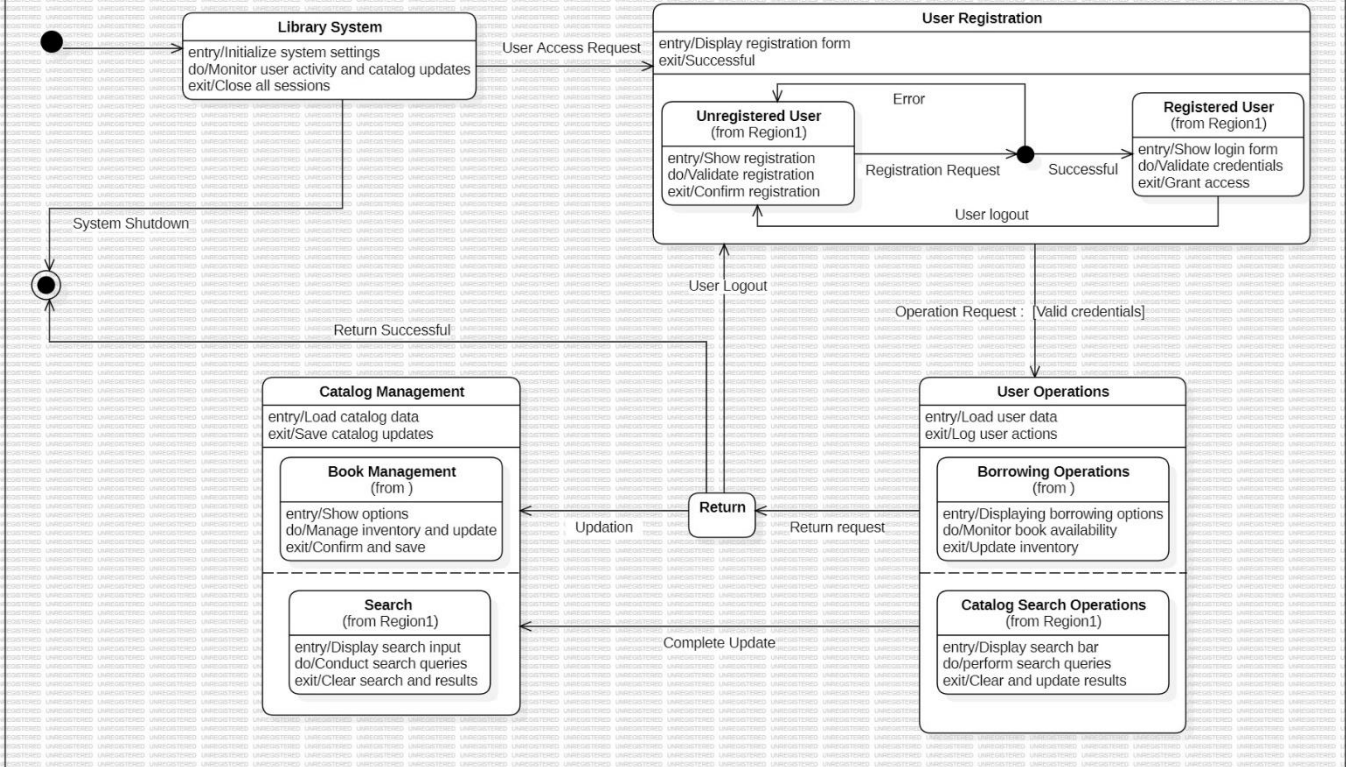 Library System
entry/Initialize system settings
do/Monitor user activity and catalog updates
exit/Close all sessions
User Access Request
User Registration
entry/Display registration form
exit/Successful
Error
Unregistered User
(from Region1)
entry/Show registration
do/Validate registration
exit/Confirm registration
Registration Request
Successful
Registered User
(from Region1)
entry/Show login form
do/Validate credentials
exit/Grant access
User logout
System Shutdown
User Logout
Operation Request : [Valid credentials]
Return Successful
Catalog Management
entry/Load catalog data
exit/Save catalog updates
Book Management
(from )
entry/Show options
do/Manage inventory and update
exit/Confirm and save
Search
(from Region1)
entry/Display search input
do/Conduct search queries
exit/Clear search and results
Updation
Return
Return request
Complete Update
User Operations
entry/Load user data
exit/Log user actions
Borrowing Operations
(from )
entry/Displaying borrowing options
do/Monitor book availability
exit/Update inventory
Catalog Search Operations
(from Region1)
entry/Display search bar
do/perform search queries
exit/Clear and update results
UNREGISTERED